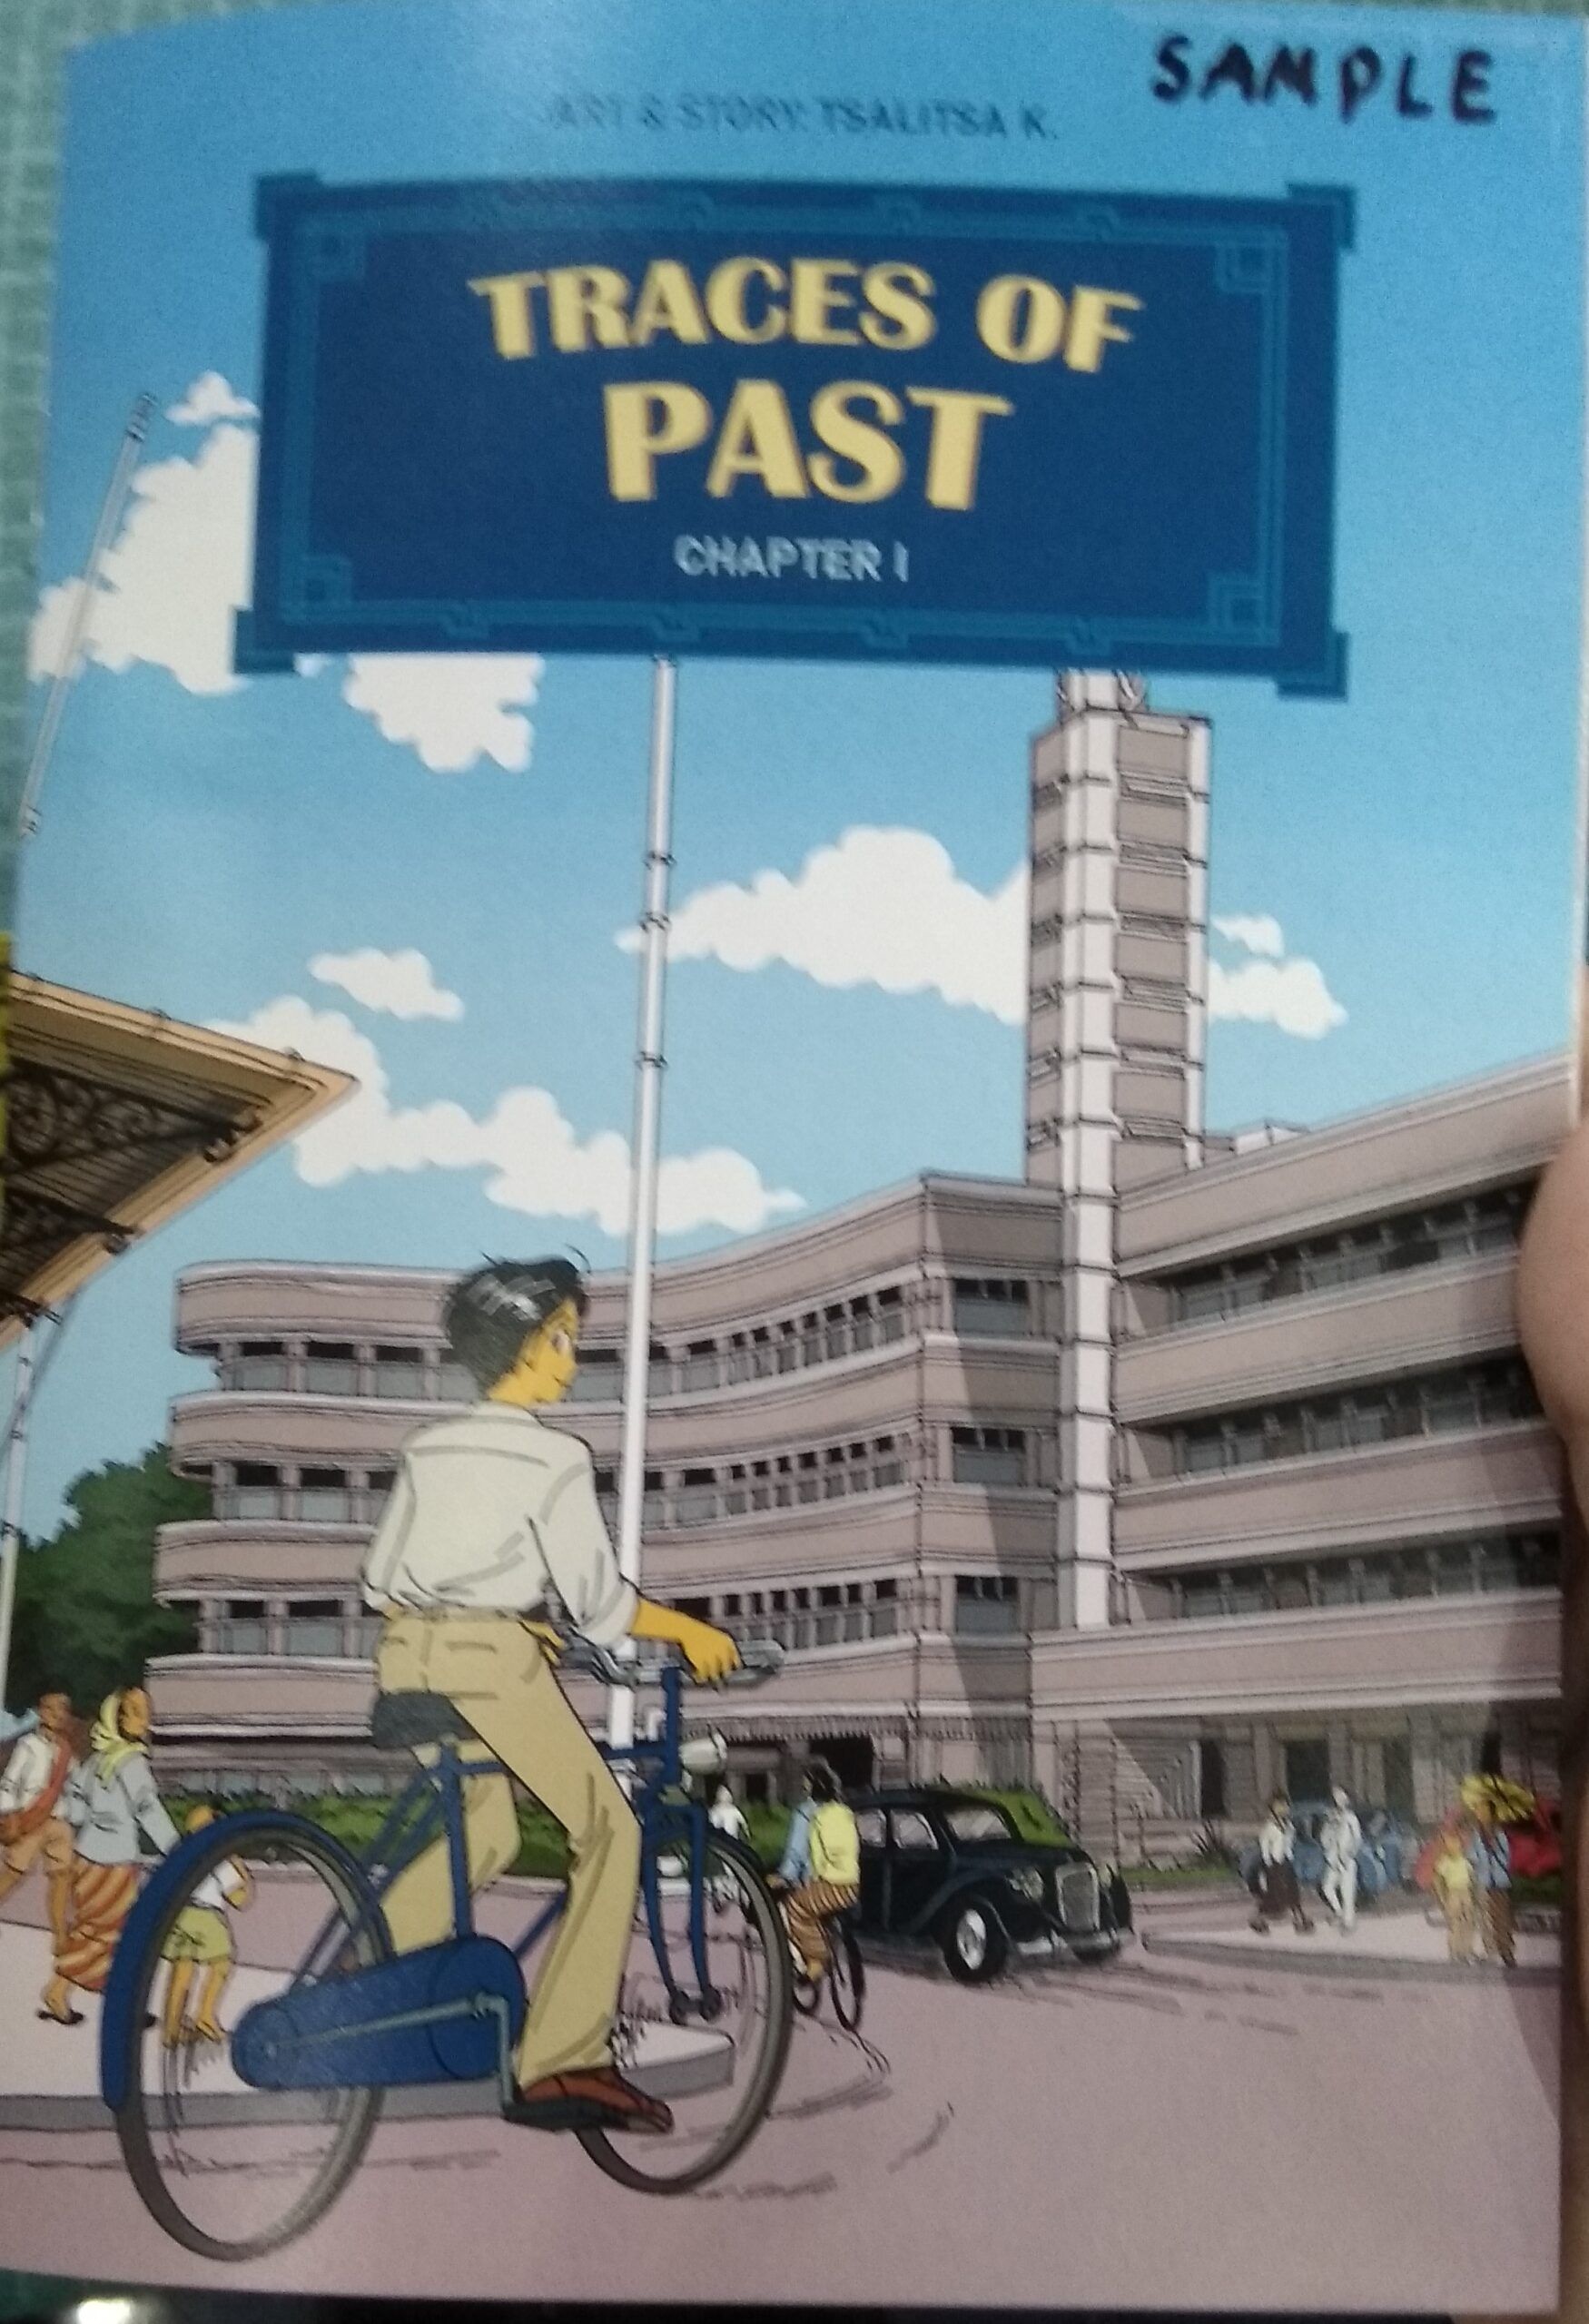 SAMPLE
ART & STORY: TSALITSA K.
TRACES OF
PAST
CHAPTER I